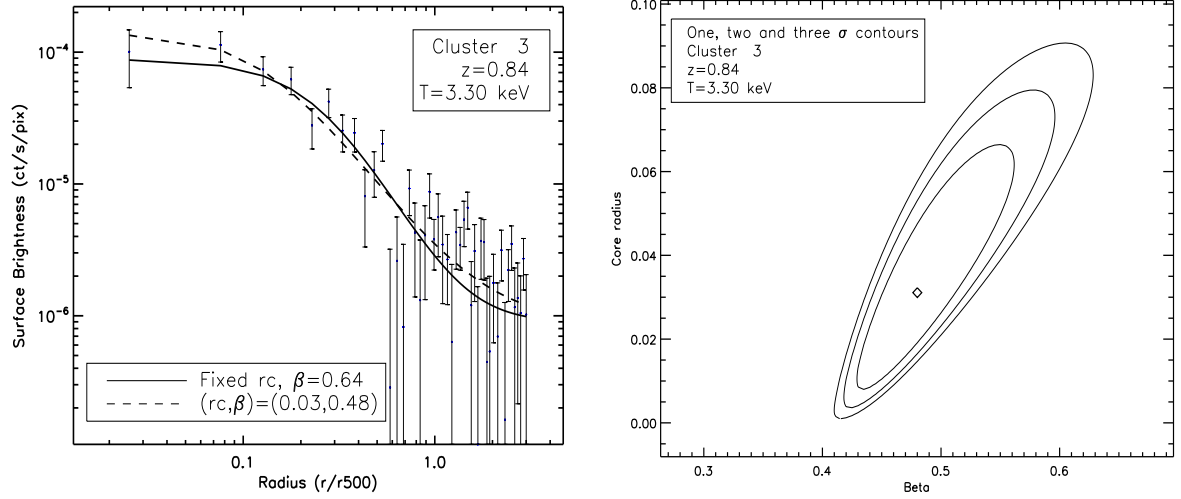 10⁻⁴
10⁻⁵
10⁻⁶
Surface Brightness (ct/s/pix)
Cluster 3
z=0.84
T=3.30 keV
Fixed rc, β=0.64
(rc,β)=(0.03,0.48)
0.1
1.0
Radius (r/r500)
0.10
0.08
0.06
0.04
0.02
0.00
Core radius
One, two and three σ contours
Cluster 3
z=0.84
T=3.30 keV
0.3
0.4
0.5
0.6
Beta